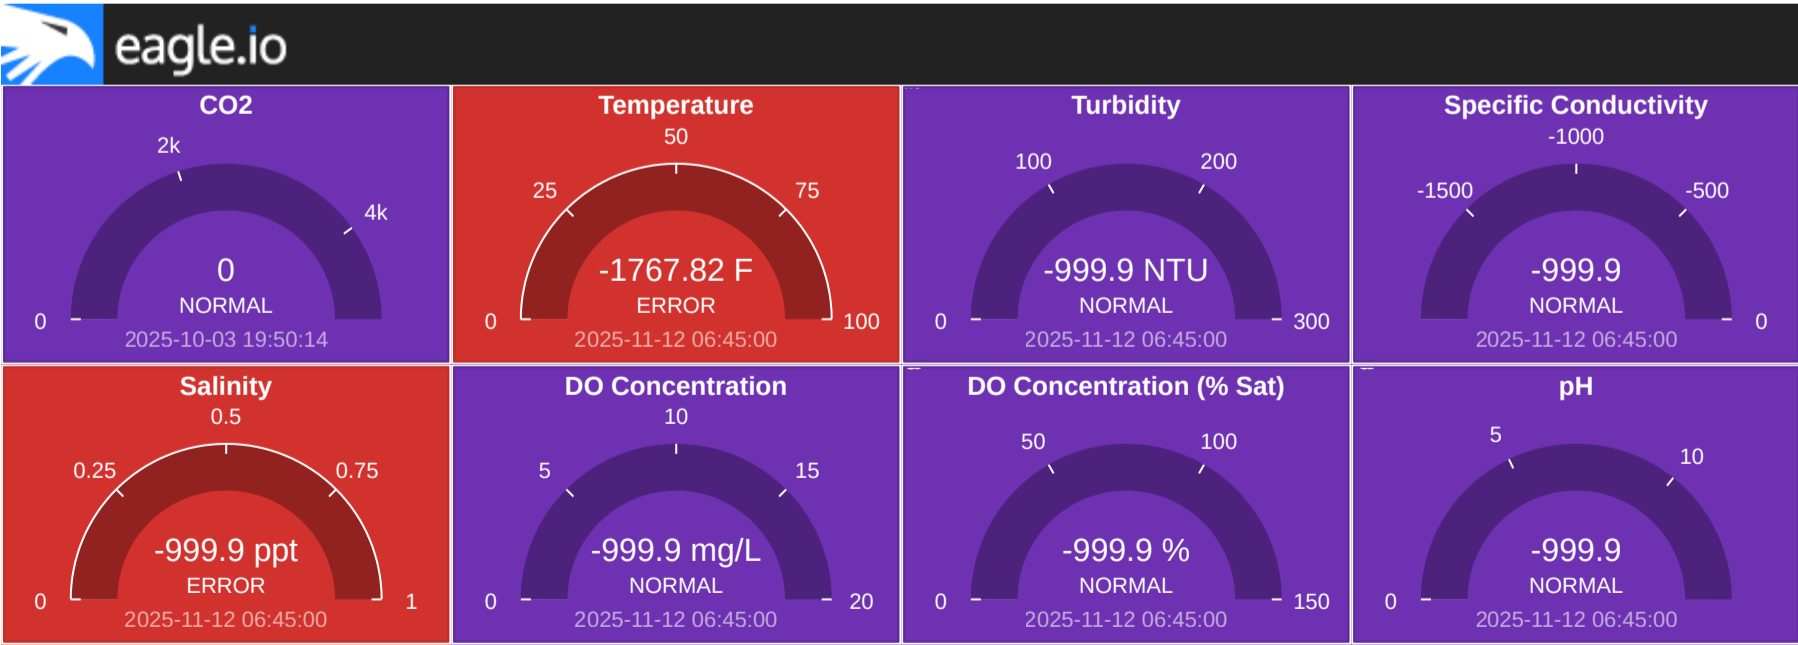 eagle.io
CO2
2k
4k
0
NORMAL
0
2025-10-03 19:50:14
Temperature
50
25
75
-1767.82 F
ERROR
0
100
2025-11-12 06:45:00
Turbidity
100
200
-999.9 NTU
NORMAL
0
300
2025-11-12 06:45:00
Specific Conductivity
-1000
-1500
-500
-999.9
NORMAL
0
2025-11-12 06:45:00
Salinity
0.5
0.25
0.75
-999.9 ppt
ERROR
0
1
2025-11-12 06:45:00
DO Concentration
10
5
15
-999.9 mg/L
NORMAL
0
20
2025-11-12 06:45:00
DO Concentration (% Sat)
50
100
-999.9 %
NORMAL
0
150
2025-11-12 06:45:00
pH
5
10
-999.9
NORMAL
0
2025-11-12 06:45:00